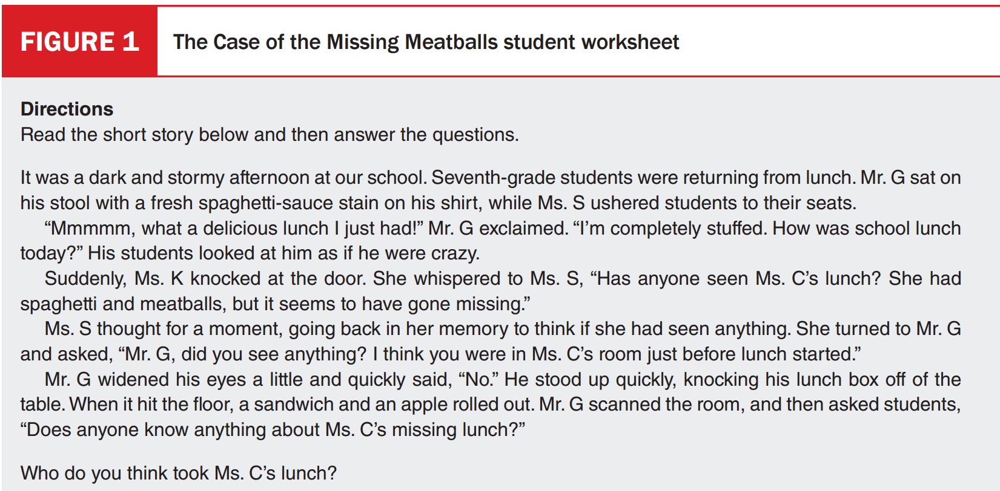 FIGURE 1
The Case of the Missing Meatballs student worksheet
Directions
Read the short story below and then answer the questions.
It was a dark and stormy afternoon at our school. Seventh-grade students were returning from lunch. Mr. G sat on
his stool with a fresh spaghetti-sauce stain on his shirt, while Ms. S ushered students to their seats.
“Mmmmm, what a delicious lunch I just had!” Mr. G exclaimed. “I’m completely stuffed. How was school lunch
today?” His students looked at him as if he were crazy.
Suddenly, Ms. K knocked at the door. She whispered to Ms. S, “Has anyone seen Ms. C’s lunch? She had
spaghetti and meatballs, but it seems to have gone missing.”
Ms. S thought for a moment, going back in her memory to think if she had seen anything. She turned to Mr. G
and asked, “Mr. G, did you see anything? I think you were in Ms. C’s room just before lunch started.”
Mr. G widened his eyes a little and quickly said, “No.” He stood up quickly, knocking his lunch box off of the
table. When it hit the floor, a sandwich and an apple rolled out. Mr. G scanned the room, and then asked students,
“Does anyone know anything about Ms. C’s missing lunch?”
Who do you think took Ms. C’s lunch?